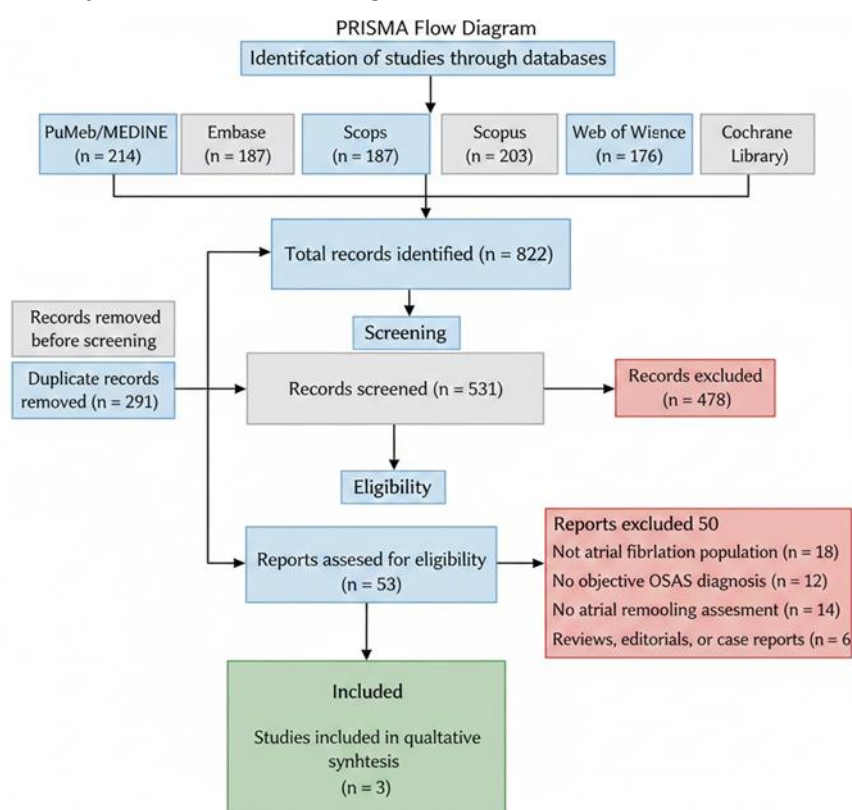 PRISMA Flow Diagram
Identifcation of studies through databases
PuMeb/MEDINE
(n = 214)
Embase
(n = 187)
Scops
(n = 187)
Scopus
(n = 203)
Web of Wience
(n = 176)
Cochrane
Library)
Total records identified (n = 822)
Records removed
before screening
Screening
Duplicate records
removed (n = 291)
Records screened (n = 531)
Records excluded
(n = 478)
Eligibility
Reports assesed for eligibility
(n = 53)
Reports excluded 50
Not atrial fibrlation population (n = 18)
No objective OSAS diagnosis (n = 12)
No atrial remooling assesment (n = 14)
Reviews, editorials, or case reports (n = 6
Included
Studies included in qualtative
synhtesis
(n = 3)